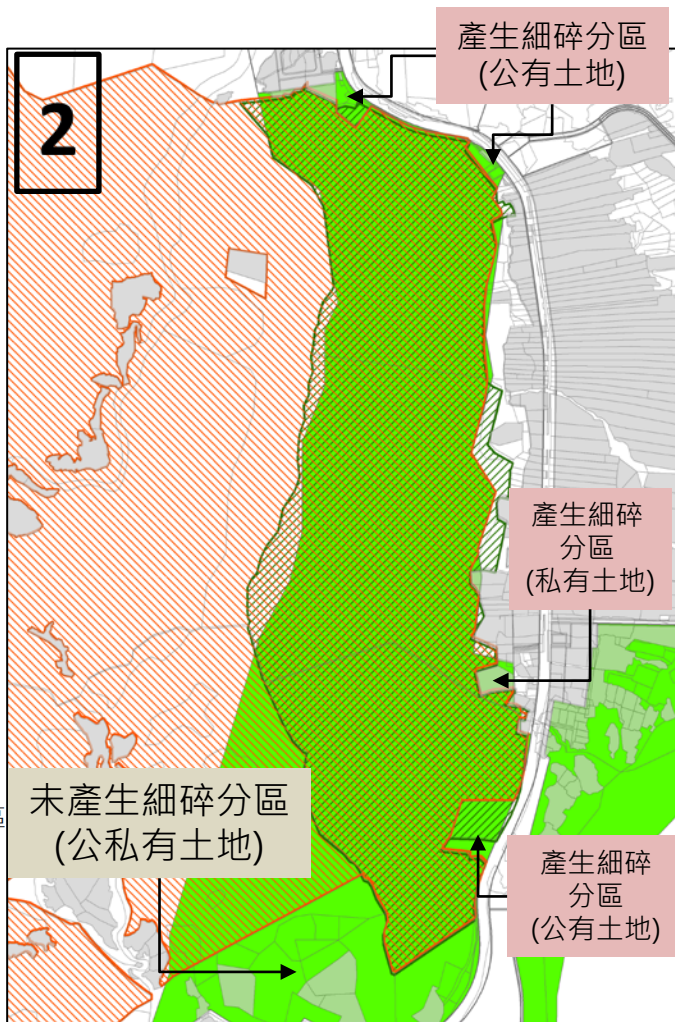 2
產生細碎分區
(公有土地)
產生細碎
分區
(私有土地)
區
未產生細碎分區
(公私有土地)
產生細碎
分區
(公有土地)